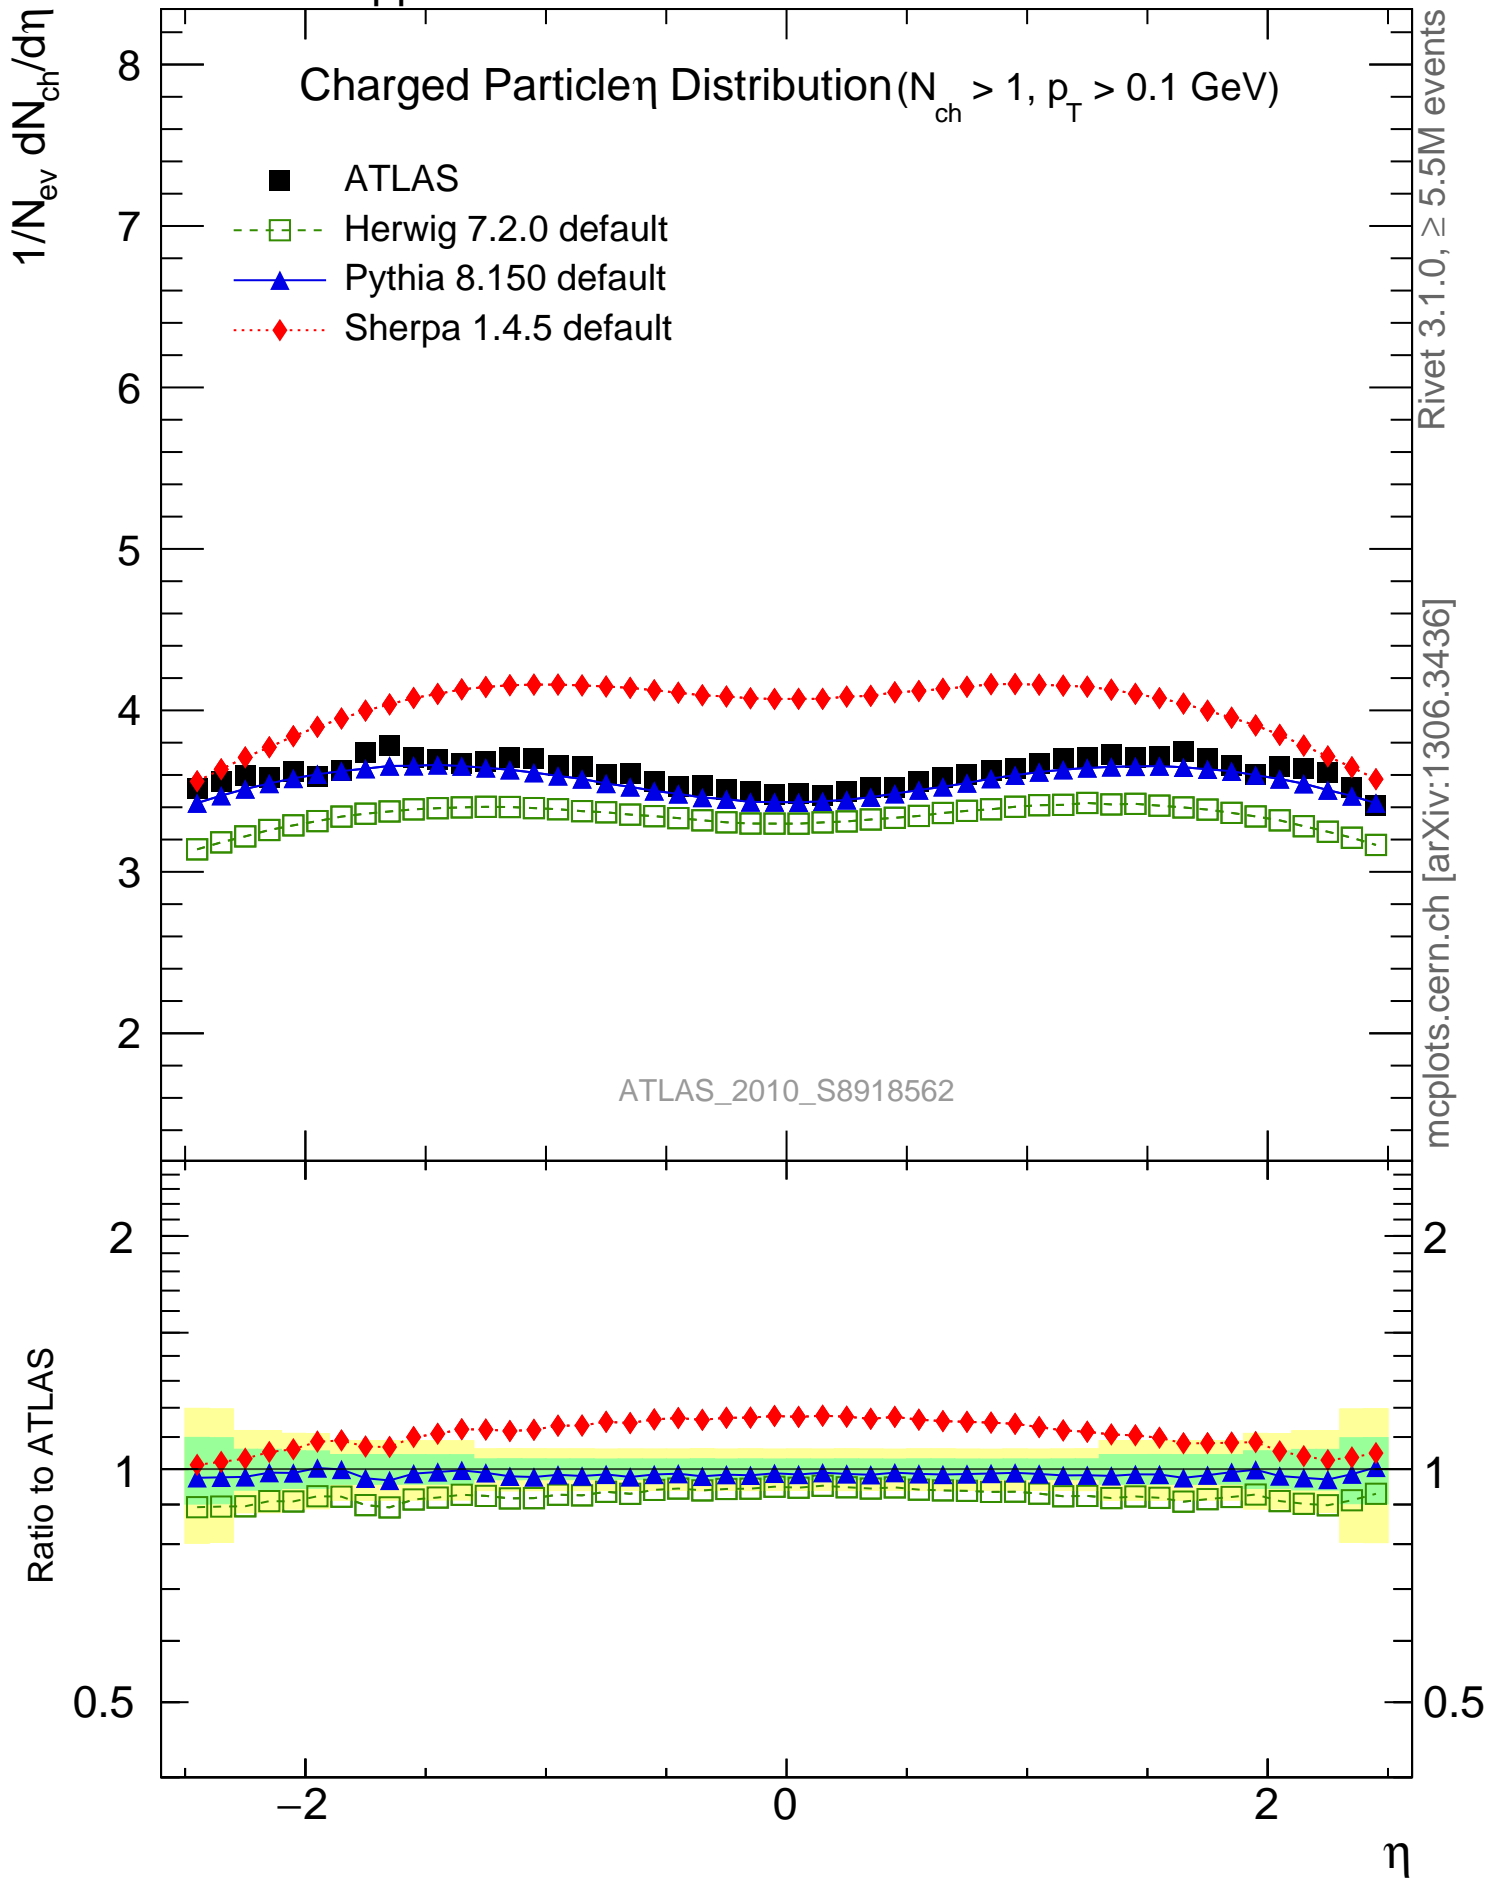 pp
1/N_ev dN_ch/dη
Charged Particleη Distribution (N_ch > 1, p_T > 0.1 GeV)
ATLAS
Herwig 7.2.0 default
Pythia 8.150 default
Sherpa 1.4.5 default
8
7
6
5
4
3
2
ATLAS_2010_S8918562
Rivet 3.1.0, ≥ 5.5M events
mcplots.cern.ch [arXiv:1306.3436]
Ratio to ATLAS
2
1
0.5
2
1
0.5
−2
0
2
η